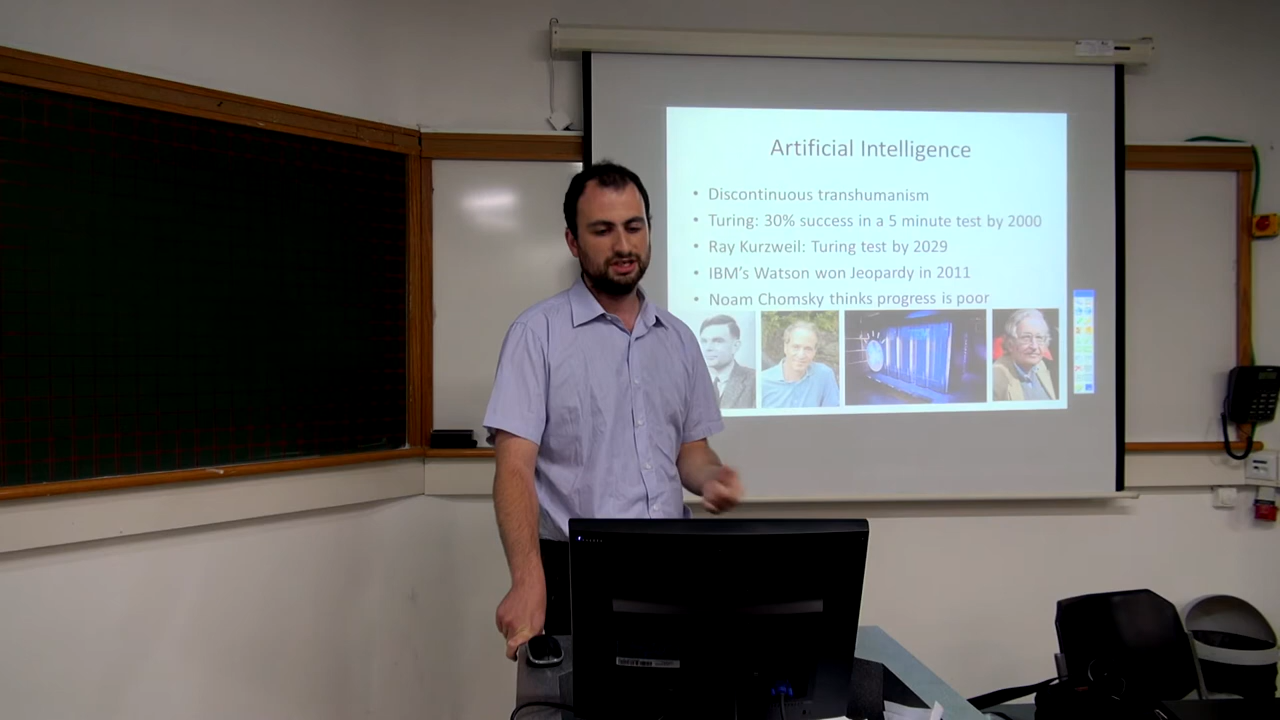 Artificial Intelligence
• Discontinuous transhumanism
• Turing: 30% success in a 5 minute test by 2000
• Ray Kurzweil: Turing test by 2029
• IBM's Watson won Jeopardy in 2011
• Noam Chomsky thinks progress is poor